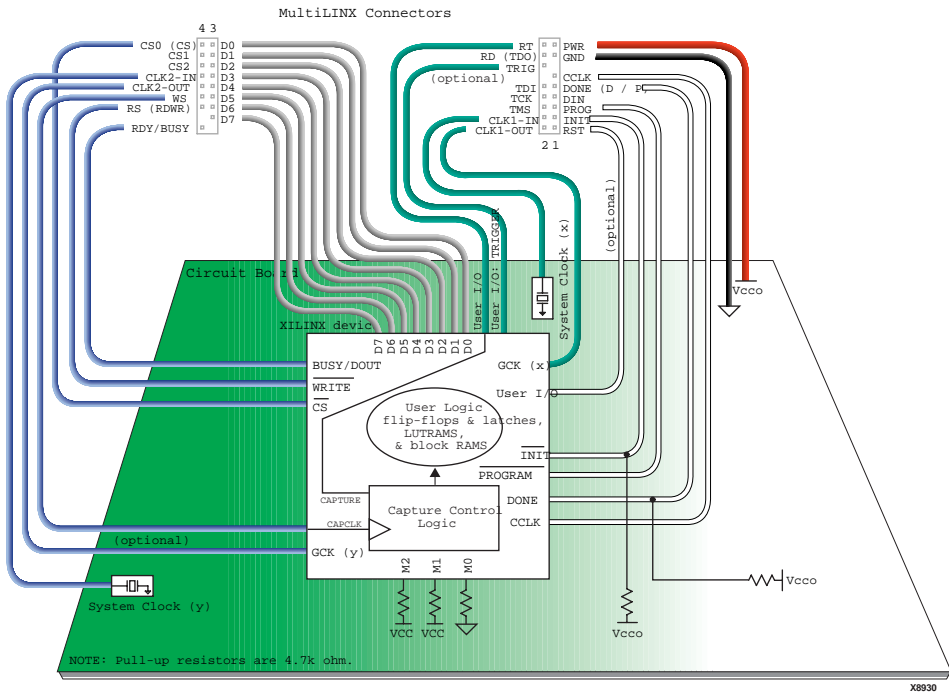 MultiLINX Connectors
4 3
CS0 (CS)
CS1
CS2
CLK2-IN
CLK2-OUT
WS
RS (RDWR)
RDY/BUSY
D0
D1
D2
D3
D4
D5
D6
D7
RT
RD (TDO)
TRIG
(optional)
TDI
TCK
TMS
CLK1-IN
CLK1-OUT
PWR
GND
CCLK
DONE (D / P)
DIN
PROG
INIT
RST
2 1
(optional)
System Clock (x)
User I/O
User I/O: TRIGGER
Vcco
Circuit Board
XILINX device
D7
D6
D5
D4
D3
D2
D1
D0
BUSY/DOUT
WRITE
CS
GCK (x)
User I/O
User Logic
flip-flops & latches,
LUTRAMS,
& block RAMS
INIT
PROGRAM
DONE
CCLK
CAPTURE
CAPCLK
Capture Control
Logic
(optional)
GCK (y)
M2
M1
M0
System Clock (y)
VCC
VCC
Vcco
Vcco
NOTE: Pull-up resistors are 4.7k ohm.
X8930